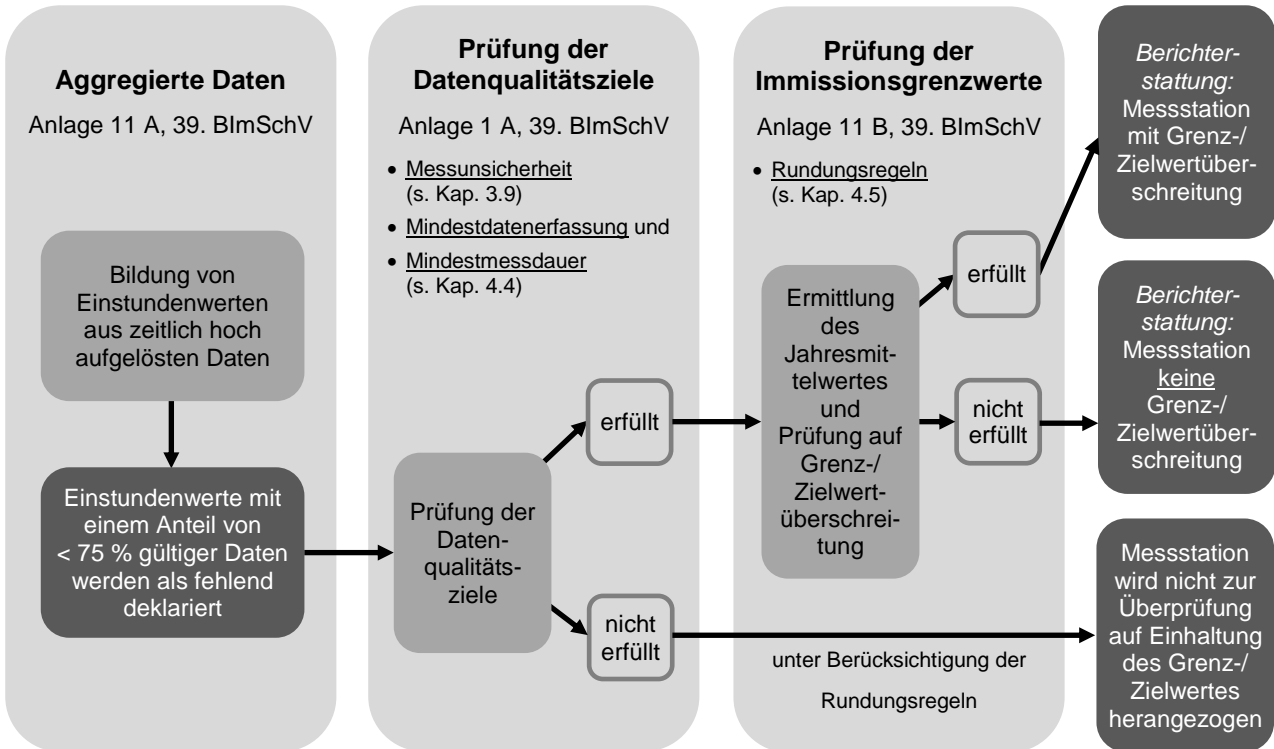 Aggregierte Daten
Anlage 11 A, 39. BImSchV
Bildung von
Einstundenwerten
aus zeitlich hoch
aufgelösten Daten
Einstundenwerte mit
einem Anteil von
< 75 % gültiger Daten
werden als fehlend
deklariert
Prüfung der
Datenqualitätsziele
Anlage 1 A, 39. BImSchV
• Messunsicherheit
(s. Kap. 3.9)
• Mindestdatenerfassung und
• Mindestmessdauer
(s. Kap. 4.4)
Prüfung der
Daten-
qualitäts-
ziele
erfüllt
nicht
erfüllt
Prüfung der
Immissionsgrenzwerte
Anlage 11 B, 39. BImSchV
• Rundungsregeln
(s. Kap. 4.5)
Ermittlung
des
Jahresmit-
telwertes
und
Prüfung auf
Grenz-/
Zielwert-
überschrei-
tung
erfüllt
nicht
erfüllt
unter Berücksichtigung der
Rundungsregeln
Berichter-
stattung:
Messstation
mit Grenz-/
Zielwertüber-
schreitung
Berichter-
stattung:
Messstation
keine
Grenz-/
Zielwertüber-
schreitung
Messstation
wird nicht zur
Überprüfung
auf Einhaltung
des Grenz-/
Zielwertes
herangezogen